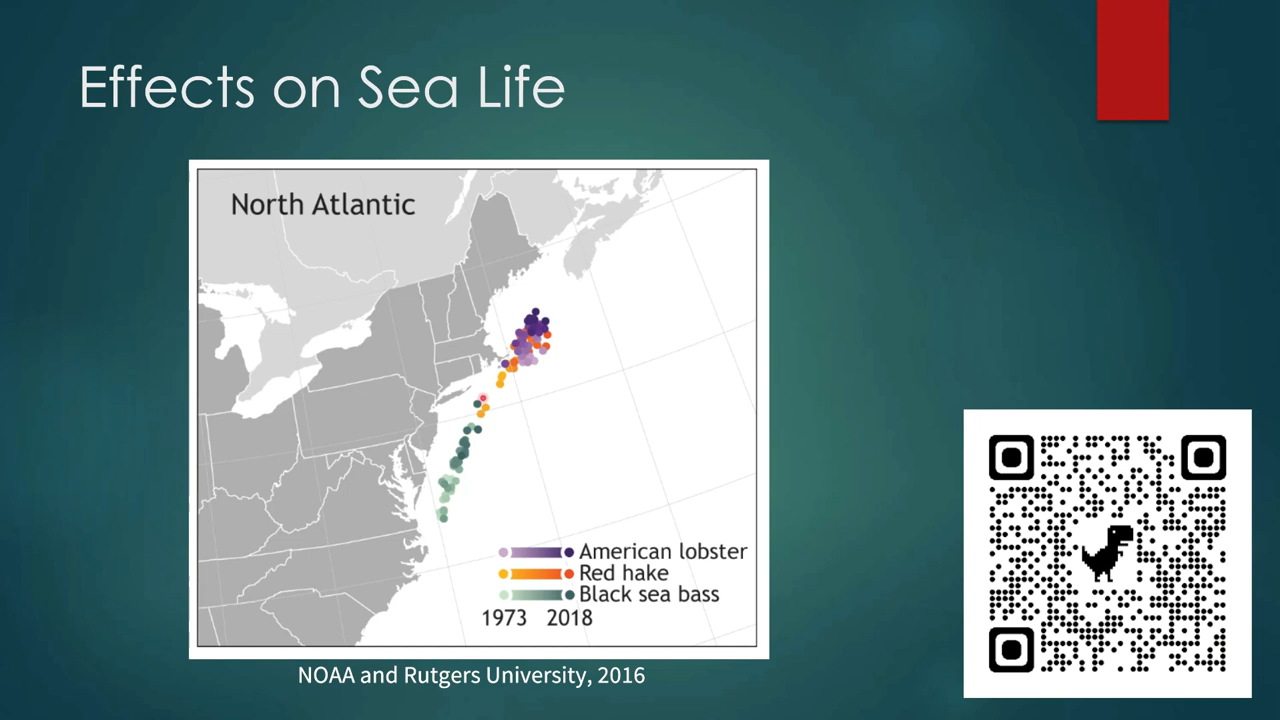 Effects on Sea Life
North Atlantic
American lobster
Red hake
Black sea bass
1973 2018
NOAA and Rutgers University, 2016